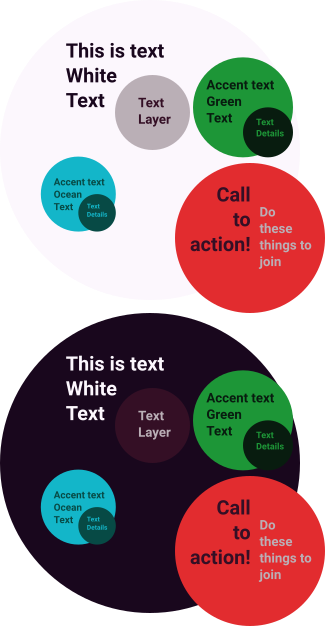 This is text
White
Text
Text
Layer
Accent text
Green
Text
Text
Details
Accent text
Ocean
Text
Text
Details
Call
to
action!
Do
these
things to
join
This is text
White
Text
Text
Layer
Accent text
Green
Text
Text
Details
Accent text
Ocean
Text
Text
Details
Call
to
action!
Do
these
things to
join